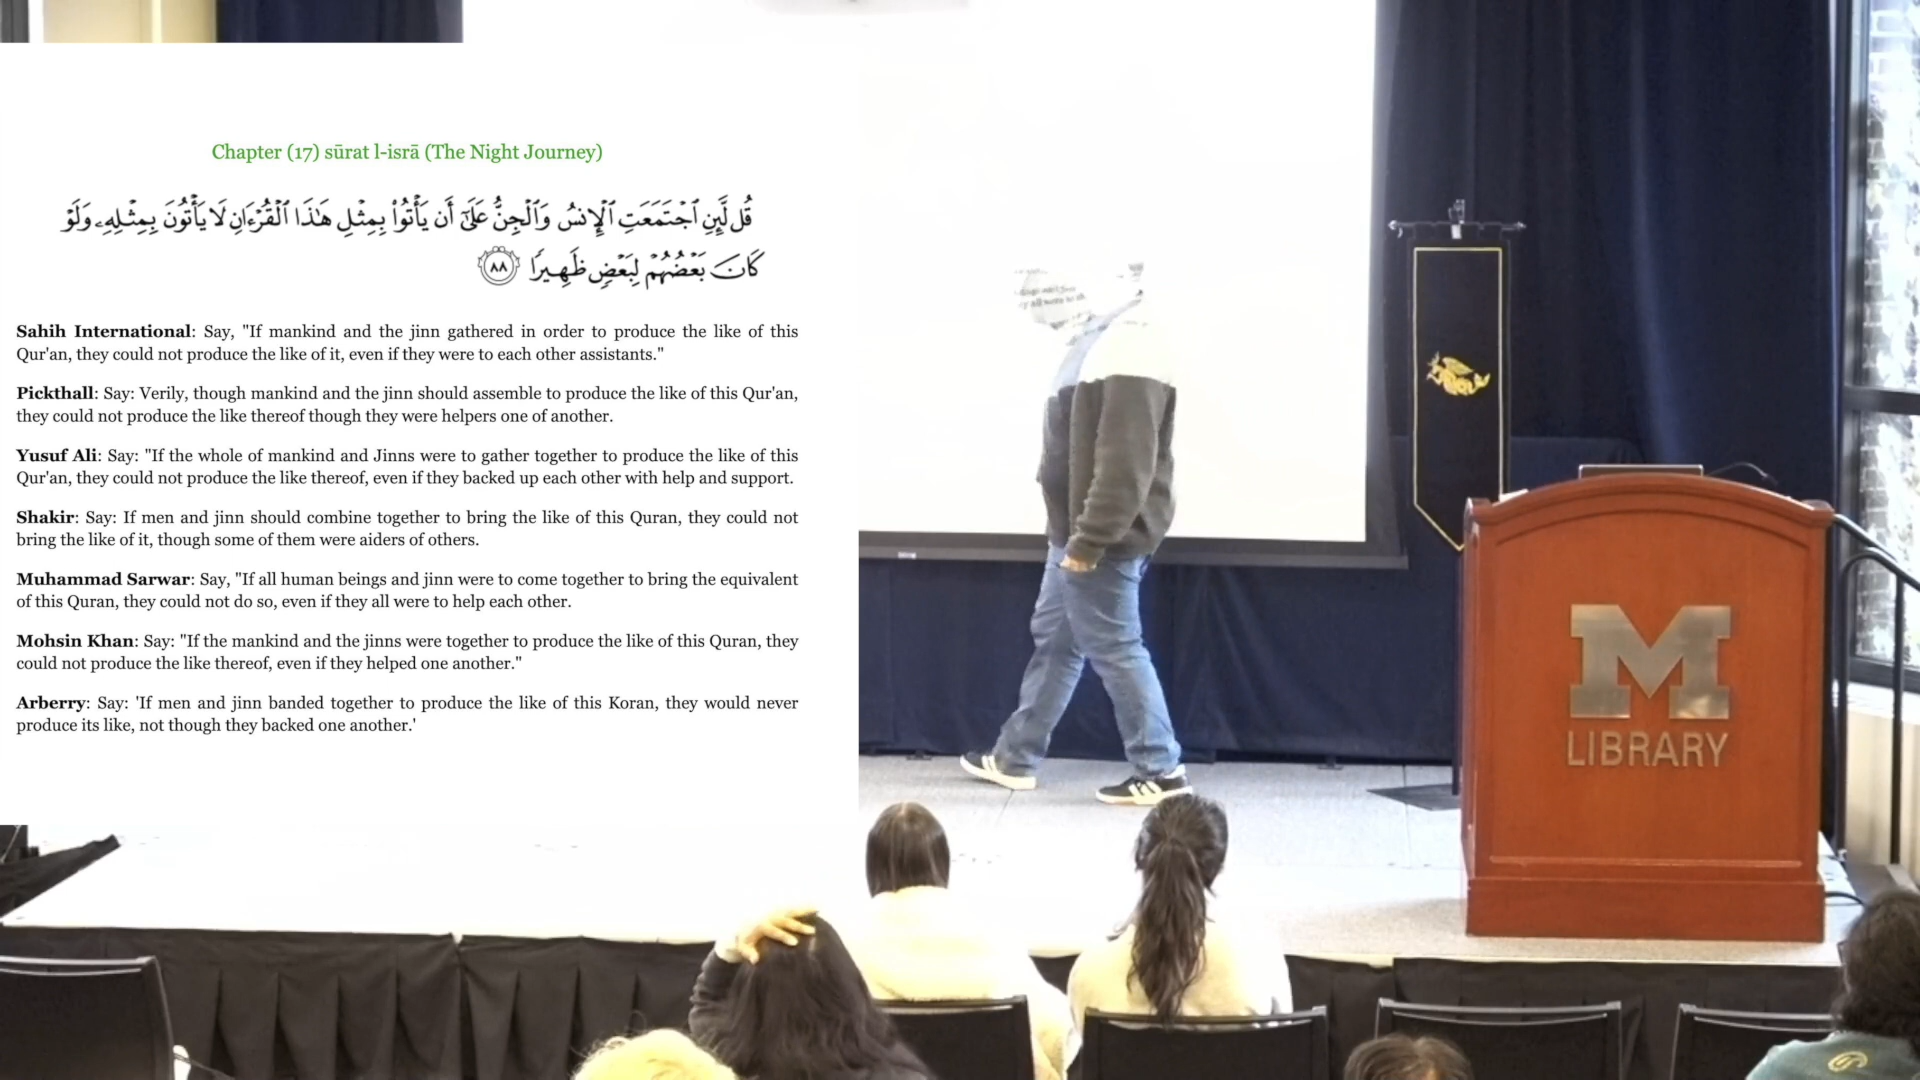 Chapter (17) sūrat l-isrā (The Night Journey)
قُل لَّئِنِ ٱجْتَمَعَتِ ٱلْإِنسُ وَٱلْجِنُّ عَلَىٰٓ أَن يَأْتُوا۟ بِمِثْلِ هَـٰذَا ٱلْقُرْءَانِ لَا يَأْتُونَ بِمِثْلِهِۦ وَلَوْ
كَانَ بَعْضُهُمْ لِبَعْضٍ ظَهِيرًا ٨٨
Sahih International: Say, "If mankind and the jinn gathered in order to produce the like of this
Qur'an, they could not produce the like of it, even if they were to each other assistants."
Pickthall: Say: Verily, though mankind and the jinn should assemble to produce the like of this Qur'an,
they could not produce the like thereof though they were helpers one of another.
Yusuf Ali: Say: "If the whole of mankind and Jinns were to gather together to produce the like of this
Qur'an, they could not produce the like thereof, even if they backed up each other with help and support.
Shakir: Say: If men and jinn should combine together to bring the like of this Quran, they could not
bring the like of it, though some of them were aiders of others.
Muhammad Sarwar: Say, "If all human beings and jinn were to come together to bring the equivalent
of this Quran, they could not do so, even if they all were to help each other.
Mohsin Khan: Say: "If the mankind and the jinns were together to produce the like of this Quran, they
could not produce the like thereof, even if they helped one another."
Arberry: Say: 'If men and jinn banded together to produce the like of this Koran, they would never
produce its like, not though they backed one another.'
M
LIBRARY